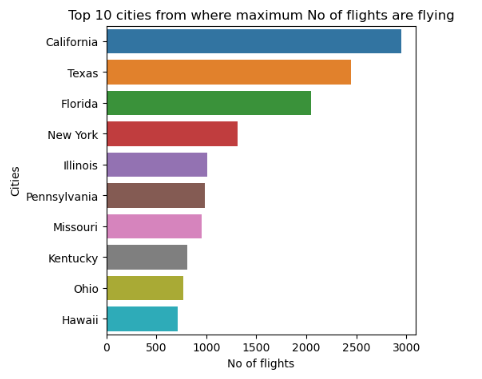 Top 10 cities from where maximum No of flights are flying
California
Texas
Florida
New York
Illinois
Pennsylvania
Missouri
Kentucky
Ohio
Hawaii
Cities
0 500 1000 1500 2000 2500 3000
No of flights